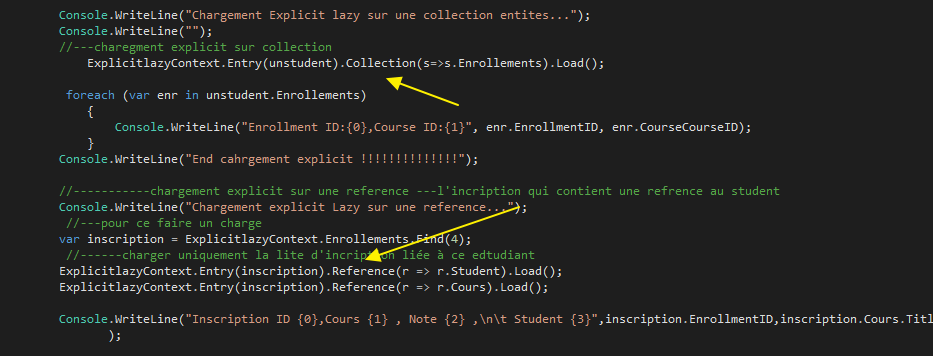 Console.WriteLine("Chargement Explicit lazy sur une collection entites...");
Console.WriteLine("");
//---charegment explicit sur collection
ExplicitlazyContext.Entry(unstudent).Collection(s=>s.Enrollements).Load();
foreach (var enr in unstudent.Enrollements)
{
Console.WriteLine("Enrollment ID:{0},Course ID:{1}", enr.EnrollmentID, enr.CourseCourseID);
}
Console.WriteLine("End cahrgement explicit !!!!!!!!!!!!!!");
//-----------chargement explicit sur une reference ---l'incription qui contient une refrence au student
Console.WriteLine("Chargement explicit Lazy sur une reference...");
//---pour ce faire un charge
var inscription = ExplicitlazyContext.Enrollements.Find(4);
//------charger uniquement la lite d'incription liée à ce edtudiant
ExplicitlazyContext.Entry(inscription).Reference(r => r.Student).Load();
ExplicitlazyContext.Entry(inscription).Reference(r => r.Cours).Load();
Console.WriteLine("Inscription ID {0},Cours {1} , Note {2} ,\n\t Student {3}",inscription.EnrollmentID,inscription.Cours.Titl
);